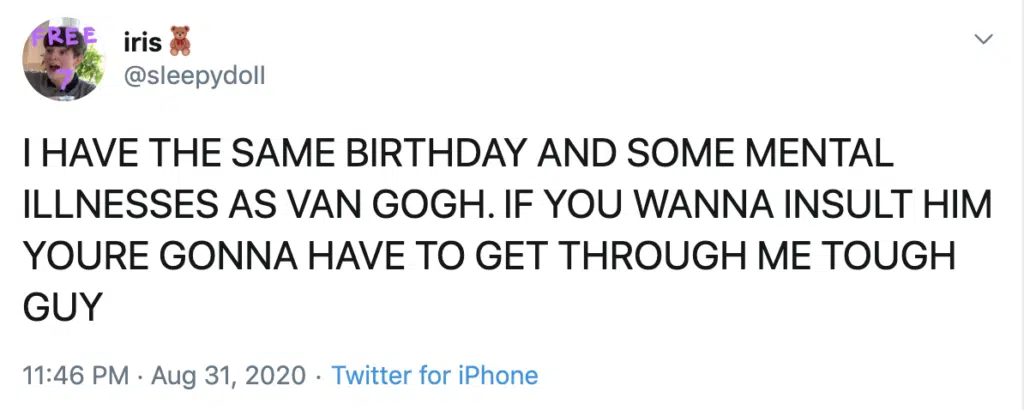 FREE
7
iris🧸
@sleepydoll
I HAVE THE SAME BIRTHDAY AND SOME MENTAL
ILLNESSES AS VAN GOGH. IF YOU WANNA INSULT HIM
YOURE GONNA HAVE TO GET THROUGH ME TOUGH
GUY
11:46 PM · Aug 31, 2020 · Twitter for iPhone